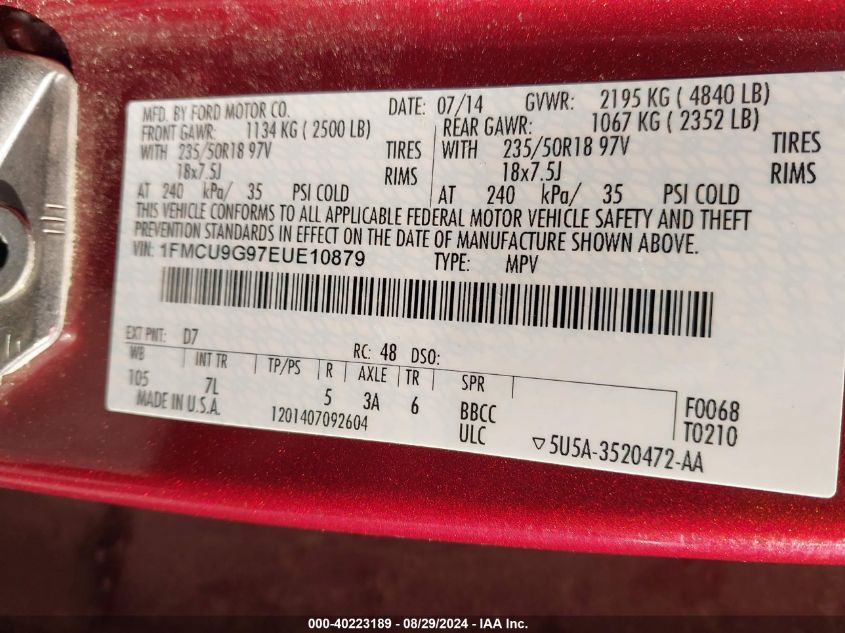 MFD. BY FORD MOTOR CO. DATE: 07/14 GVWR: 2195 KG ( 4840 LB)
FRONT GAWR: 1134 KG ( 2500 LB) REAR GAWR: 1067 KG ( 2352 LB)
WITH 235/50R18 97V TIRES WITH 235/50R18 97V TIRES
18x7.5J RIMS 18x7.5J RIMS
AT 240 kPa/ 35 PSI COLD AT 240 kPa/ 35 PSI COLD
THIS VEHICLE CONFORMS TO ALL APPLICABLE FEDERAL MOTOR VEHICLE SAFETY AND THEFT
PREVENTION STANDARDS IN EFFECT ON THE DATE OF MANUFACTURE SHOWN ABOVE.
VIN: 1FMCU9G97EUE10879 TYPE: MPV
EXT PNT: D7 RC: 48 DSO:
WB INT TR TP/PS R AXLE TR SPR
105 7L 5 3A 6 BBCC F0068
MADE IN U.S.A. 1201407092604 ULC T0210
▽5U5A-3520472-AA
000-40223189 - 08/29/2024 - IAAI Inc.